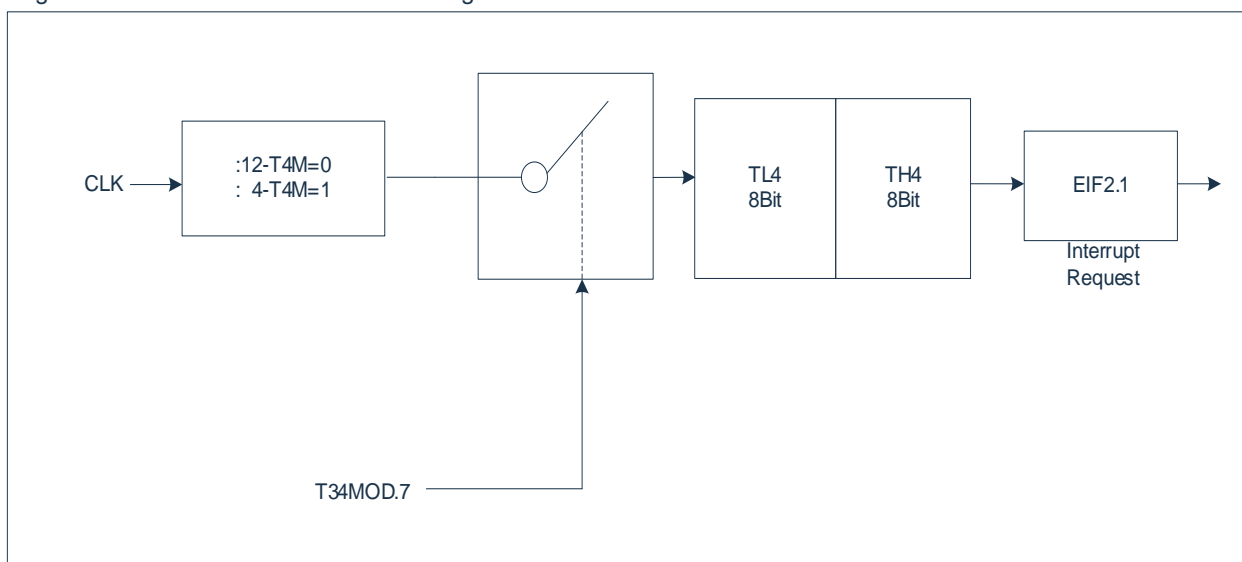 :12-T4M=0
: 4-T4M=1
CLK
TL4
8Bit
TH4
8Bit
EIF2.1
Interrupt
Request
T34MOD.7